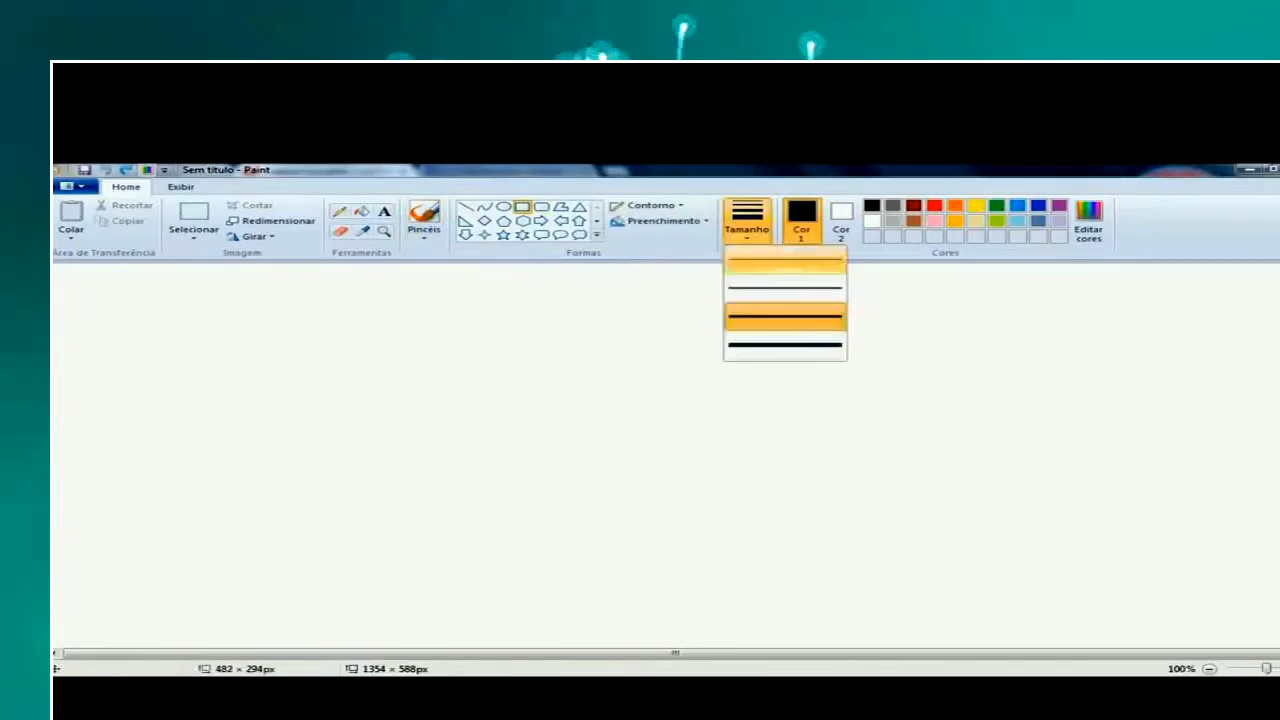 Sem título - Paint
Home Exibir
Colar
Recortar
Copiar
Área de Transferência
Selecionar
Cortar
Redimensionar
Girar
Imagem
A
Ferramentas
Pincéis
Formas
Contorno
Preenchimento
Tamanho
Cor
1
Cor
2
Cores
Editar
cores
482 × 294px
1354 × 588px
100%